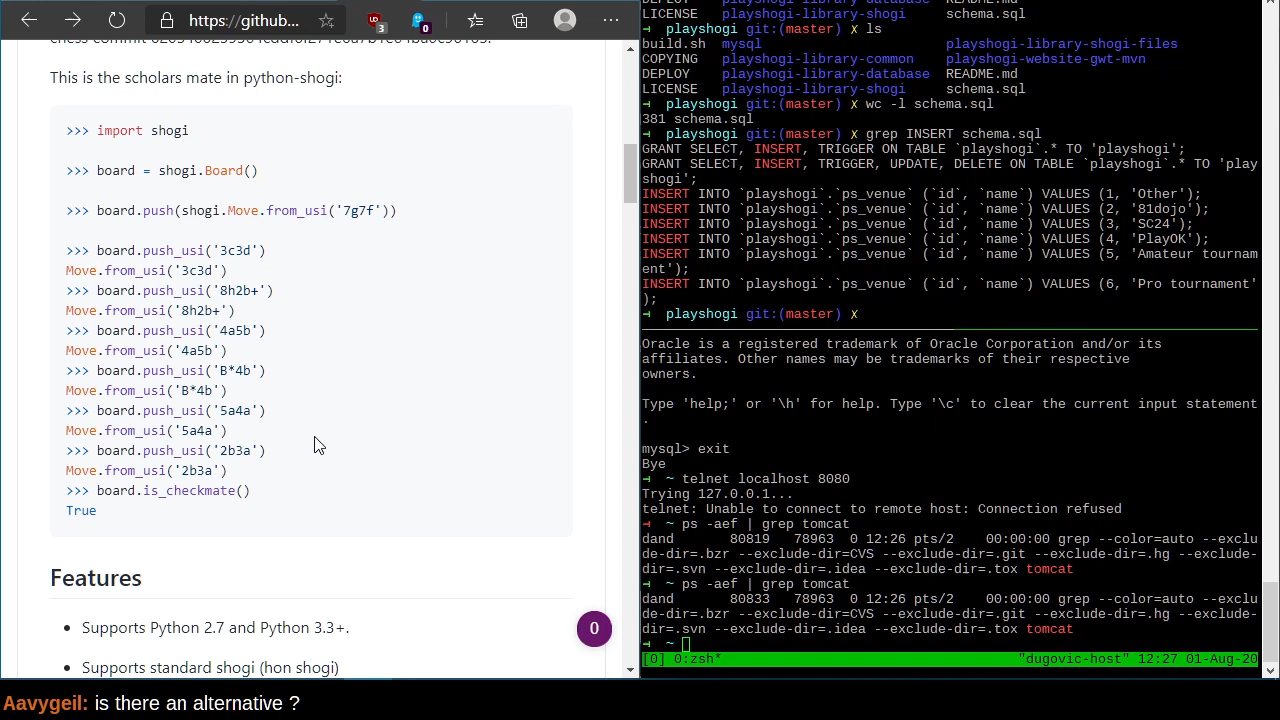 https://github...
3
0
This is the scholars mate in python-shogi:
>>> import shogi
>>> board = shogi.Board()
>>> board.push(shogi.Move.from_usi('7g7f'))
>>> board.push_usi('3c3d')
Move.from_usi('3c3d')
>>> board.push_usi('8h2b+')
Move.from_usi('8h2b+')
>>> board.push_usi('4a5b')
Move.from_usi('4a5b')
>>> board.push_usi('B*4b')
Move.from_usi('B*4b')
>>> board.push_usi('5a4a')
Move.from_usi('5a4a')
>>> board.push_usi('2b3a')
Move.from_usi('2b3a')
>>> board.is_checkmate()
True
Features
• Supports Python 2.7 and Python 3.3+.
• Supports standard shogi (hon shogi)
0
LICENSE playshogi-library-shogi schema.sql
→ playshogi git:(master) ✗ ls
build.sh mysql playshogi-library-shogi-files
COPYING playshogi-library-common playshogi-website-gwt-mvn
DEPLOY playshogi-library-database README.md
LICENSE playshogi-library-shogi schema.sql
→ playshogi git:(master) ✗ wc -l schema.sql
381 schema.sql
→ playshogi git:(master) ✗ grep INSERT schema.sql
GRANT SELECT, INSERT, TRIGGER ON TABLE `playshogi`.* TO 'playshogi';
GRANT SELECT, INSERT, TRIGGER, UPDATE, DELETE ON TABLE `playshogi`.* TO 'play
shogi';
INSERT INTO `playshogi`.`ps_venue` (`id`, `name`) VALUES (1, 'Other');
INSERT INTO `playshogi`.`ps_venue` (`id`, `name`) VALUES (2, '81dojo');
INSERT INTO `playshogi`.`ps_venue` (`id`, `name`) VALUES (3, 'SC24');
INSERT INTO `playshogi`.`ps_venue` (`id`, `name`) VALUES (4, 'PlayOK');
INSERT INTO `playshogi`.`ps_venue` (`id`, `name`) VALUES (5, 'Amateur tournam
ent');
INSERT INTO `playshogi`.`ps_venue` (`id`, `name`) VALUES (6, 'Pro tournament'
);
→ playshogi git:(master) ✗
Oracle is a registered trademark of Oracle Corporation and/or its
affiliates. Other names may be trademarks of their respective
owners.
Type 'help;' or '\h' for help. Type '\c' to clear the current input statement
.
mysql> exit
Bye
→ ~ telnet localhost 8080
Trying 127.0.0.1...
telnet: Unable to connect to remote host: Connection refused
→ ~ ps -aef | grep tomcat
dand 80819 78963 0 12:26 pts/2 00:00:00 grep --color=auto --exclu
de-dir=.bzr --exclude-dir=CVS --exclude-dir=.git --exclude-dir=.hg --exclude-
dir=.svn --exclude-dir=.idea --exclude-dir=.tox tomcat
→ ~ ps -aef | grep tomcat
dand 80833 78963 0 12:26 pts/2 00:00:00 grep --color=auto --exclu
de-dir=.bzr --exclude-dir=CVS --exclude-dir=.git --exclude-dir=.hg --exclude-
dir=.svn --exclude-dir=.idea --exclude-dir=.tox tomcat
→ ~
[0] 0:zsh* "dugovic-host" 12:27 01-Aug-20
Aavygeil: is there an alternative ?